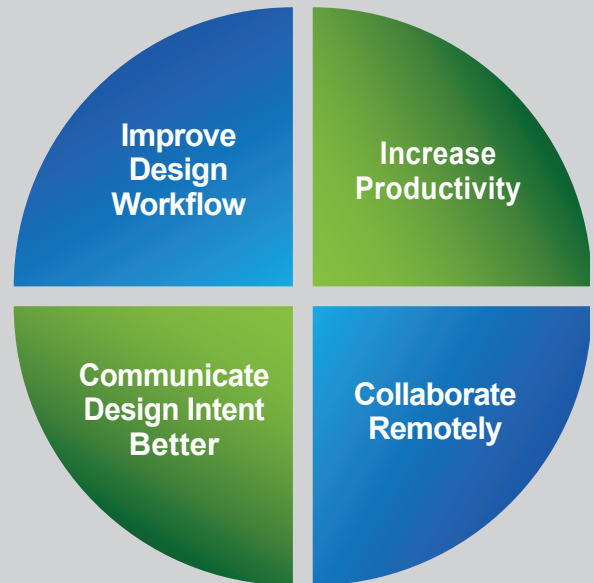 Improve
Design
Workflow
Increase
Productivity
Communicate
Design Intent
Better
Collaborate
Remotely